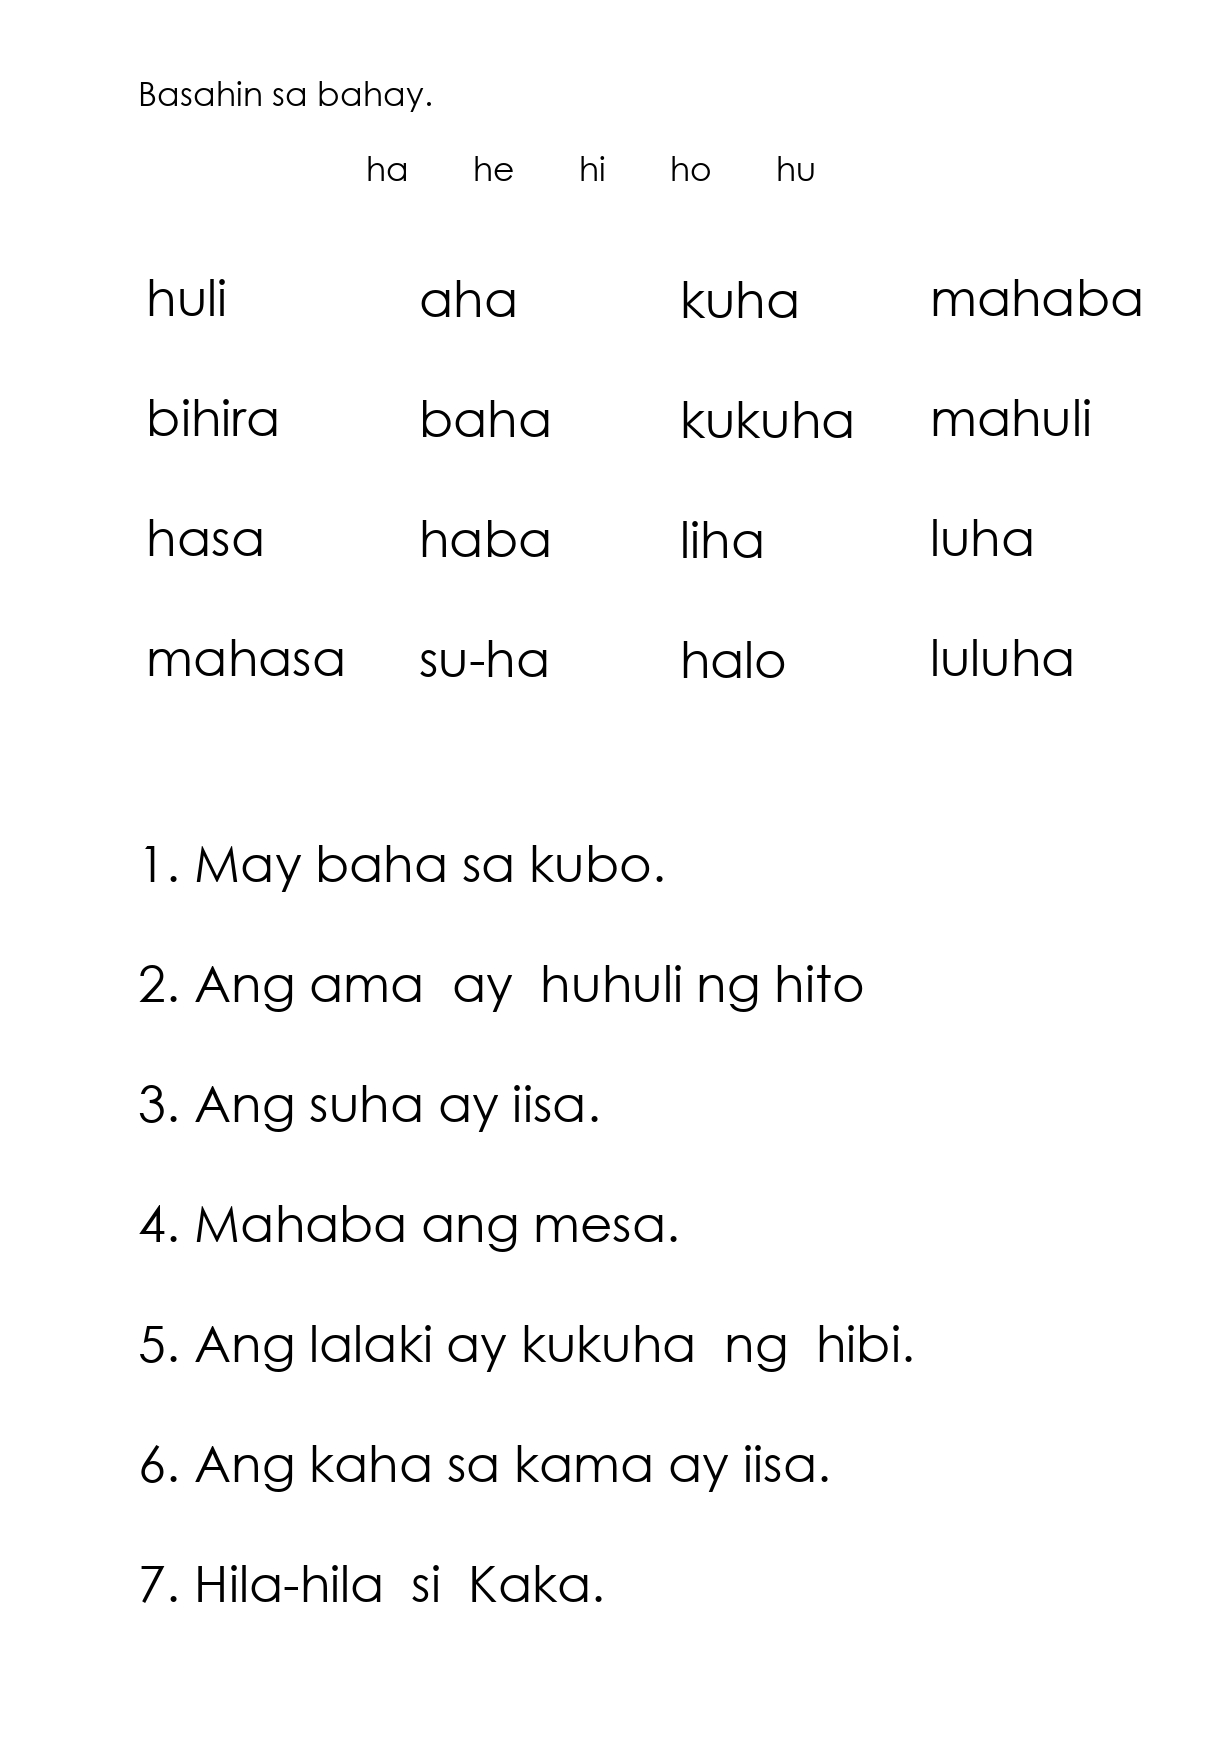 Basahin sa bahay.
ha he hi ho hu
huli aha kuha mahaba
bihira baha kukuha mahuli
hasa haba liha luha
mahasa su-ha halo luluha
1. May baha sa kubo.
2. Ang ama ay huhuli ng hito
3. Ang suha ay iisa.
4. Mahaba ang mesa.
5. Ang lalaki ay kukuha ng hibi.
6. Ang kaha sa kama ay iisa.
7. Hila-hila si Kaka.